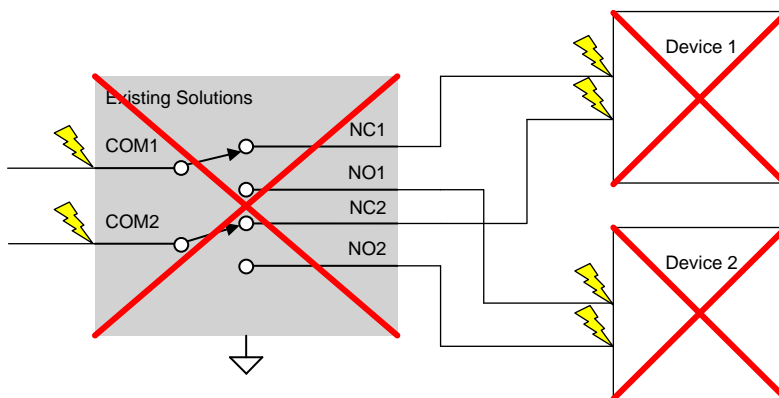 Device 1
Existing Solutions
COM1
NC1
NO1
COM2
NC2
NO2
Device 2